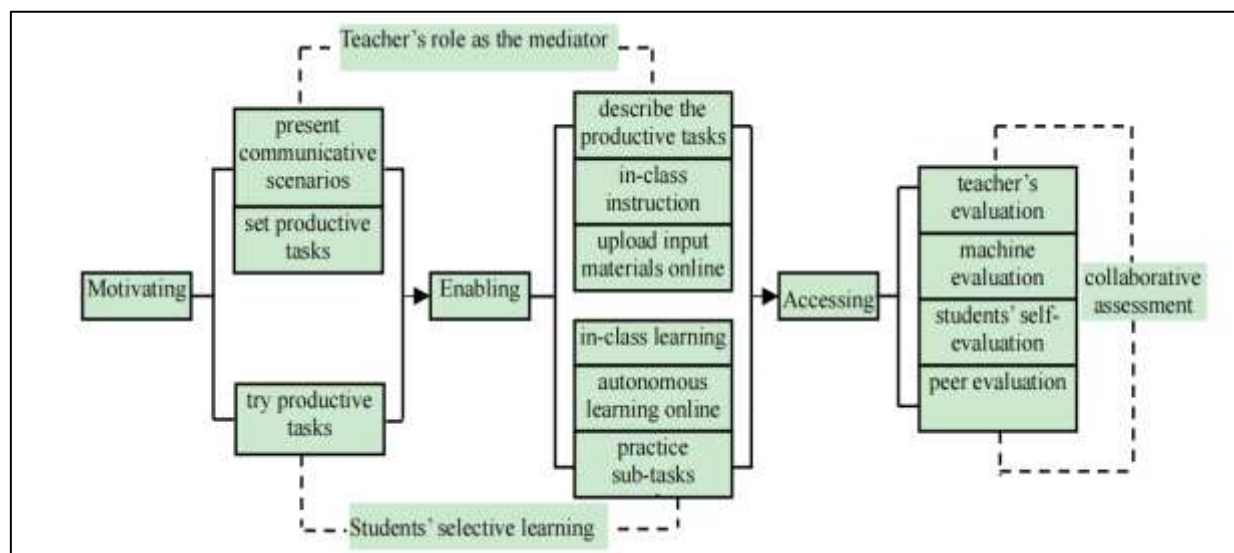 Teacher's role as the mediator
present
communicative
scenarios
set productive
tasks
describe the
productive tasks
in-class
instruction
upload input
materials online
teacher's
evaluation
machine
evaluation
students' self-
evaluation
peer evaluation
collaborative
assessment
Motivating
Enabling
Accessing
in-class learning
autonomous
learning online
practice
sub-tasks
try productive
tasks
Students' selective learning